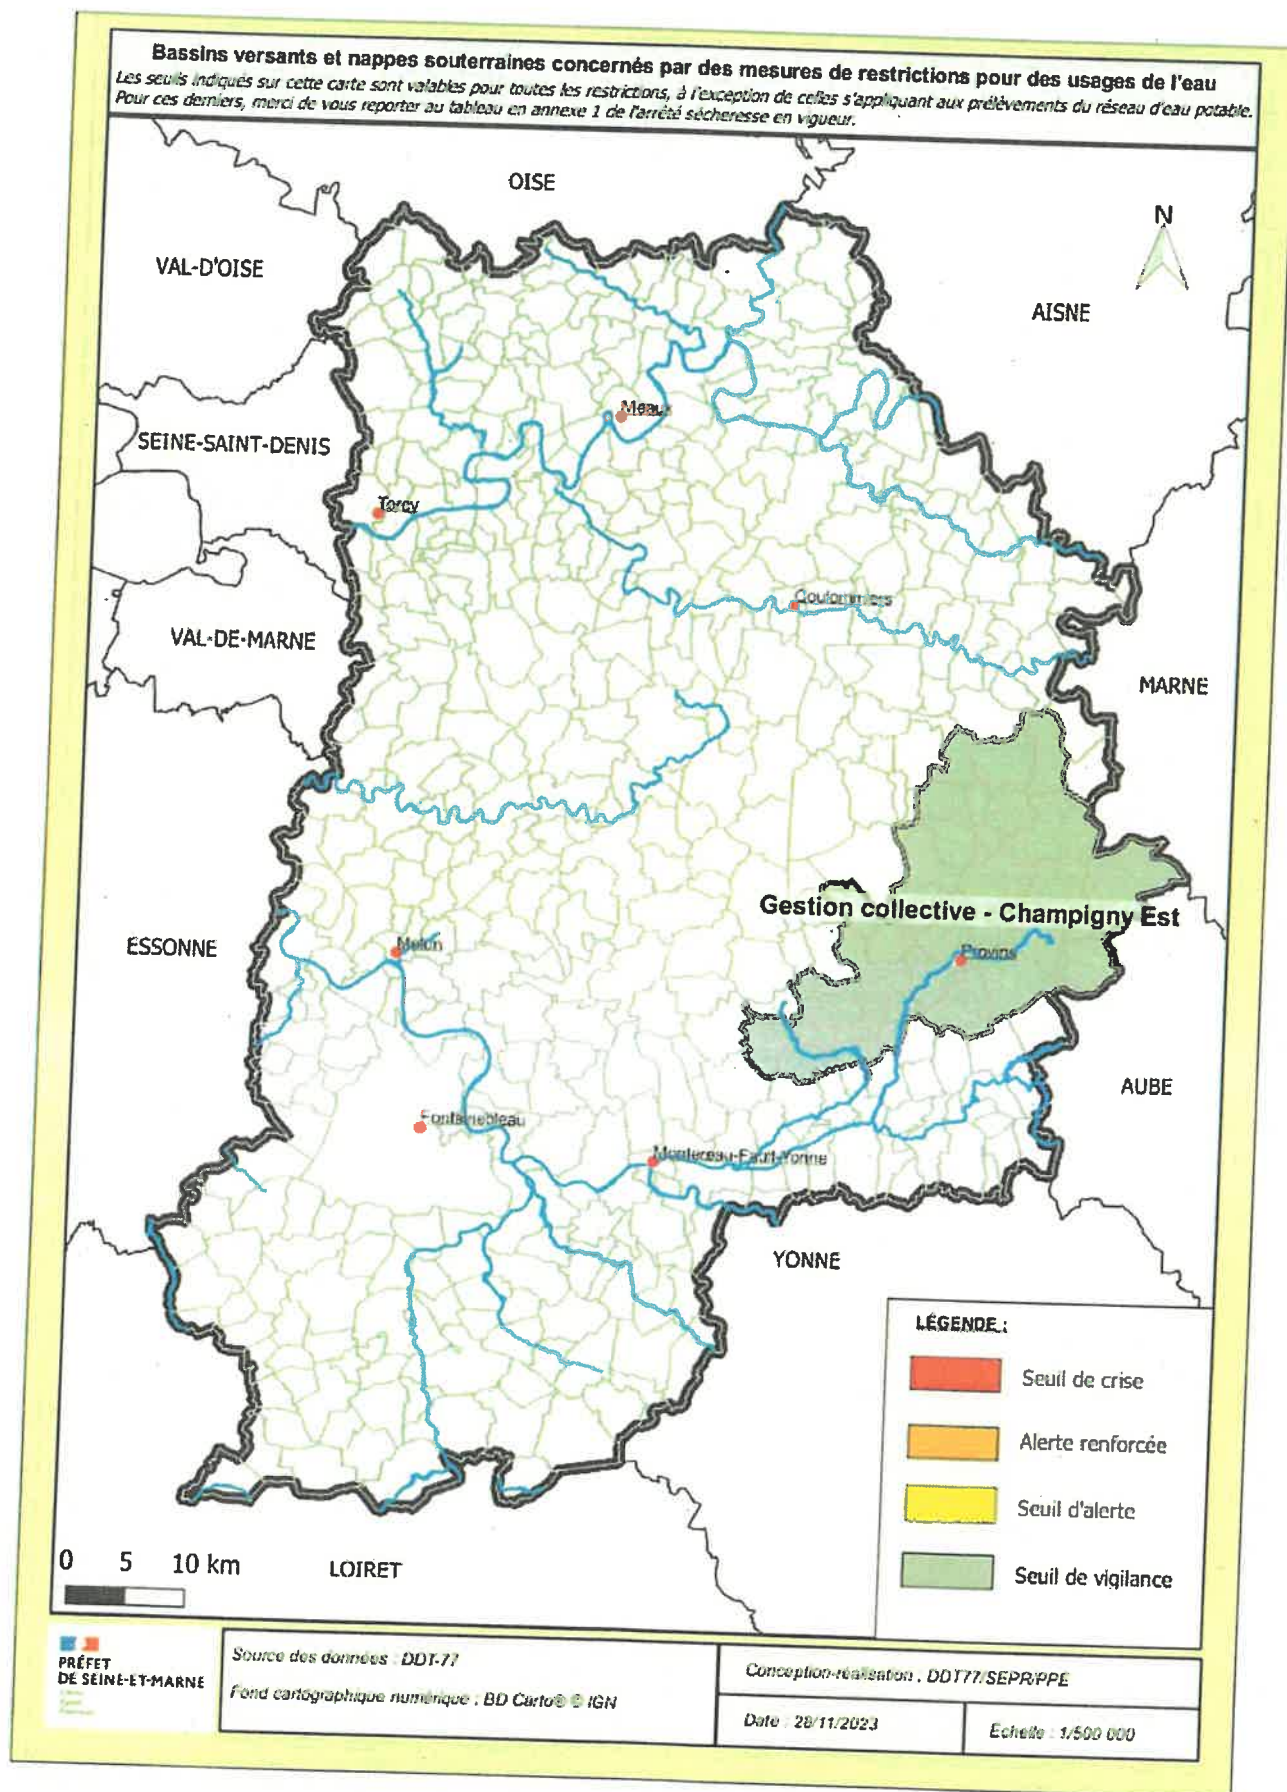 Bassins versants et nappes souterraines concernés par des mesures de restrictions pour des usages de l'eau
Les seuils indiqués sur cette carte sont valables pour toutes les restrictions, à l'exception de celles s'appliquant aux prélèvements du réseau d'eau potable.
Pour ces derniers, merci de vous reporter au tableau en annexe 1 de l'arrêté sécheresse en vigueur.
OISE
N
VAL-D'OISE
AISNE
Meaux
SEINE-SAINT-DENIS
Torcy
Coulommiers
VAL-DE-MARNE
MARNE
Gestion collective - Champigny Est
ESSONNE
Melun
Provins
AUBE
Fontainebleau
Montereau-Fault-Yonne
YONNE
LÉGENDE :
Seuil de crise
Alerte renforcée
Seuil d'alerte
Seuil de vigilance
0 5 10 km
LOIRET
PRÉFET
DE SEINE-ET-MARNE
Source des données : DDT-77
Fond cartographique numérique : BD Carto® © IGN
Conception-réalisation : DDT77/SEPR/PPE
Date : 28/11/2023
Echelle : 1/500 000